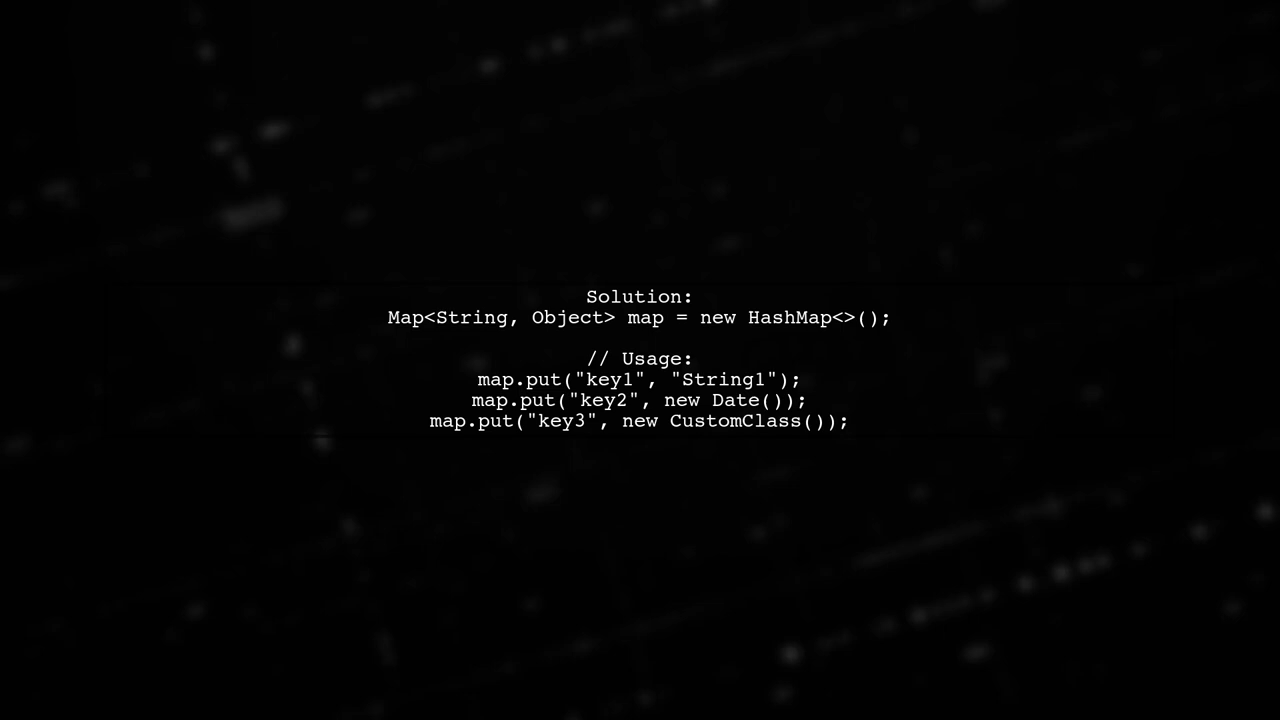 Solution:
Map<String, Object> map = new HashMap<>();
// Usage:
map.put("key1", "String1");
map.put("key2", new Date());
map.put("key3", new CustomClass());